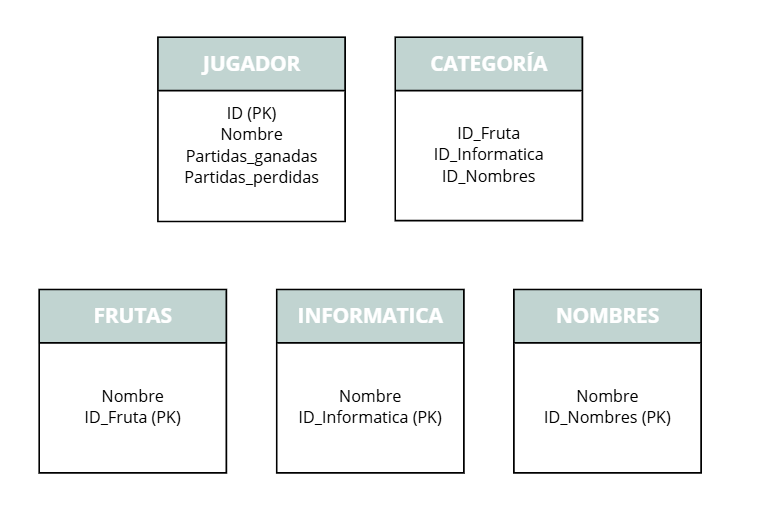 JUGADOR
ID (PK)
Nombre
Partidas_ganadas
Partidas_perdidas
CATEGORÍA
ID_Fruta
ID_Informatica
ID_Nombres
FRUTAS
Nombre
ID_Fruta (PK)
INFORMATICA
Nombre
ID_Informatica (PK)
NOMBRES
Nombre
ID_Nombres (PK)